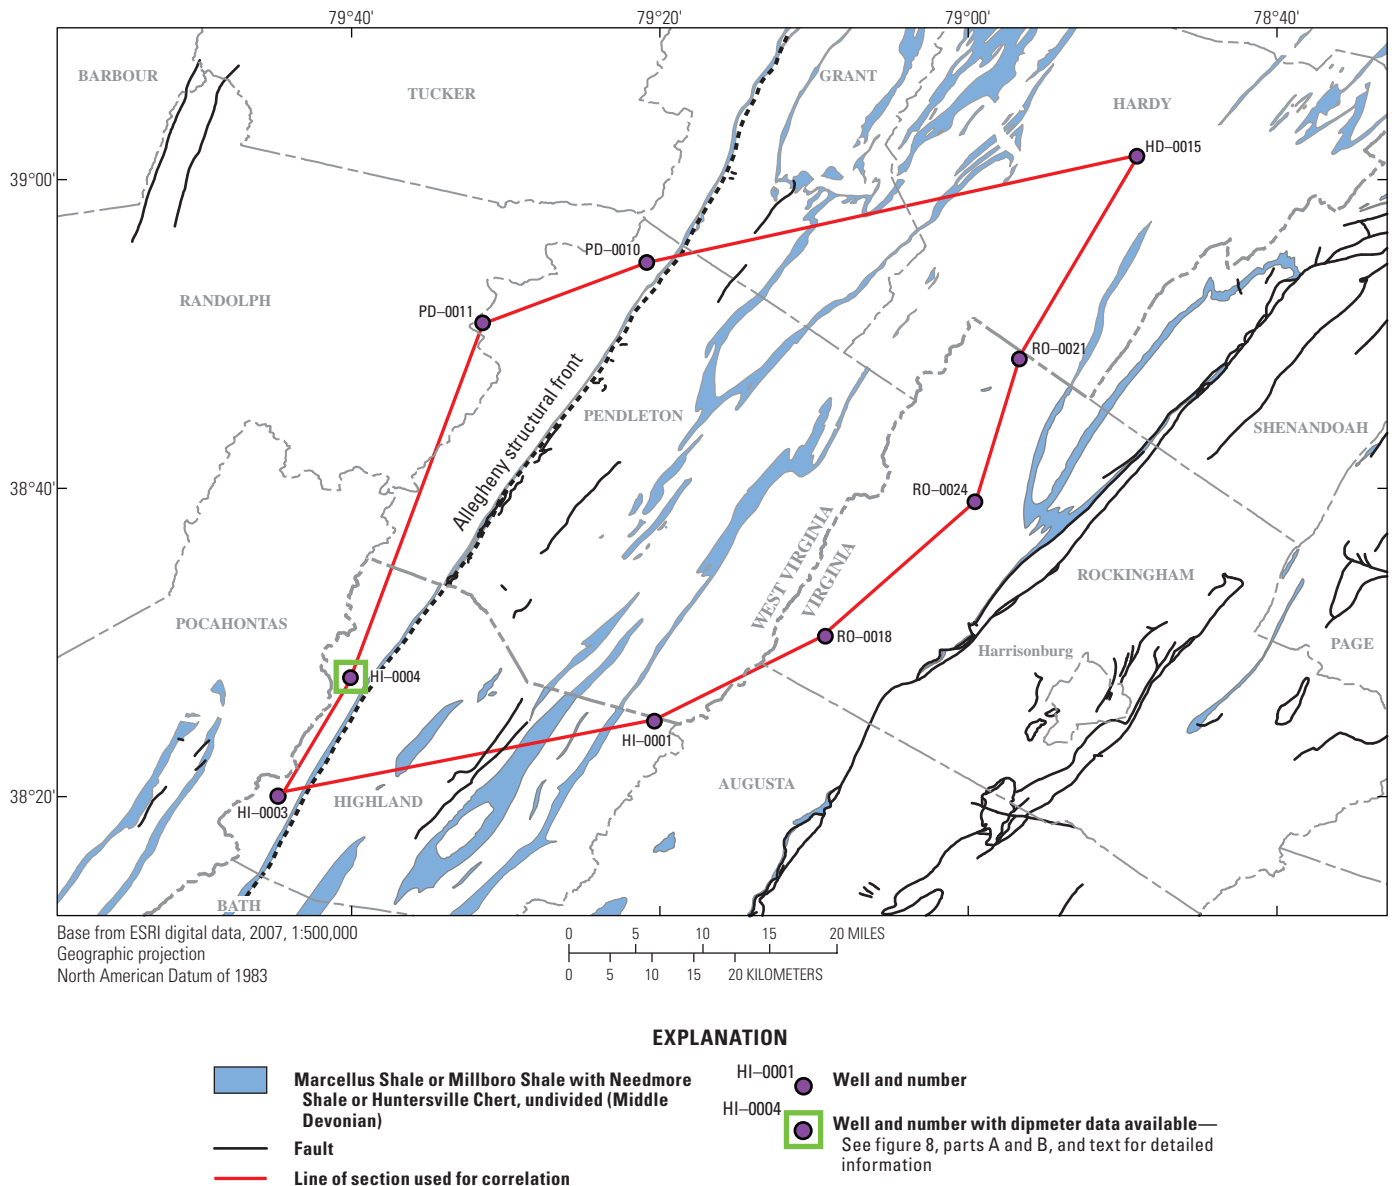 79°40'
79°20'
79°00'
78°40'
BARBOUR
TUCKER
GRANT
HARDY
HD–0015
39°00'
PD–0010
RANDOLPH
PD–0011
RO–0021
Allegheny structural front
PENDLETON
SHENANDOAH
38°40'
RO–0024
WEST VIRGINIA
VIRGINIA
ROCKINGHAM
POCAHONTAS
RO–0018
Harrisonburg
PAGE
HI–0004
HI–0001
AUGUSTA
38°20'
HIGHLAND
HI–0003
BATH
Base from ESRI digital data, 2007, 1:500,000
Geographic projection
North American Datum of 1983
0 5 10 15 20 MILES
0 5 10 15 20 KILOMETERS
EXPLANATION
Marcellus Shale or Millboro Shale with Needmore
Shale or Huntersville Chert, undivided (Middle
Devonian)
Fault
Line of section used for correlation
HI–0001
Well and number
HI–0004
Well and number with dipmeter data available—
See figure 8, parts A and B, and text for detailed
information